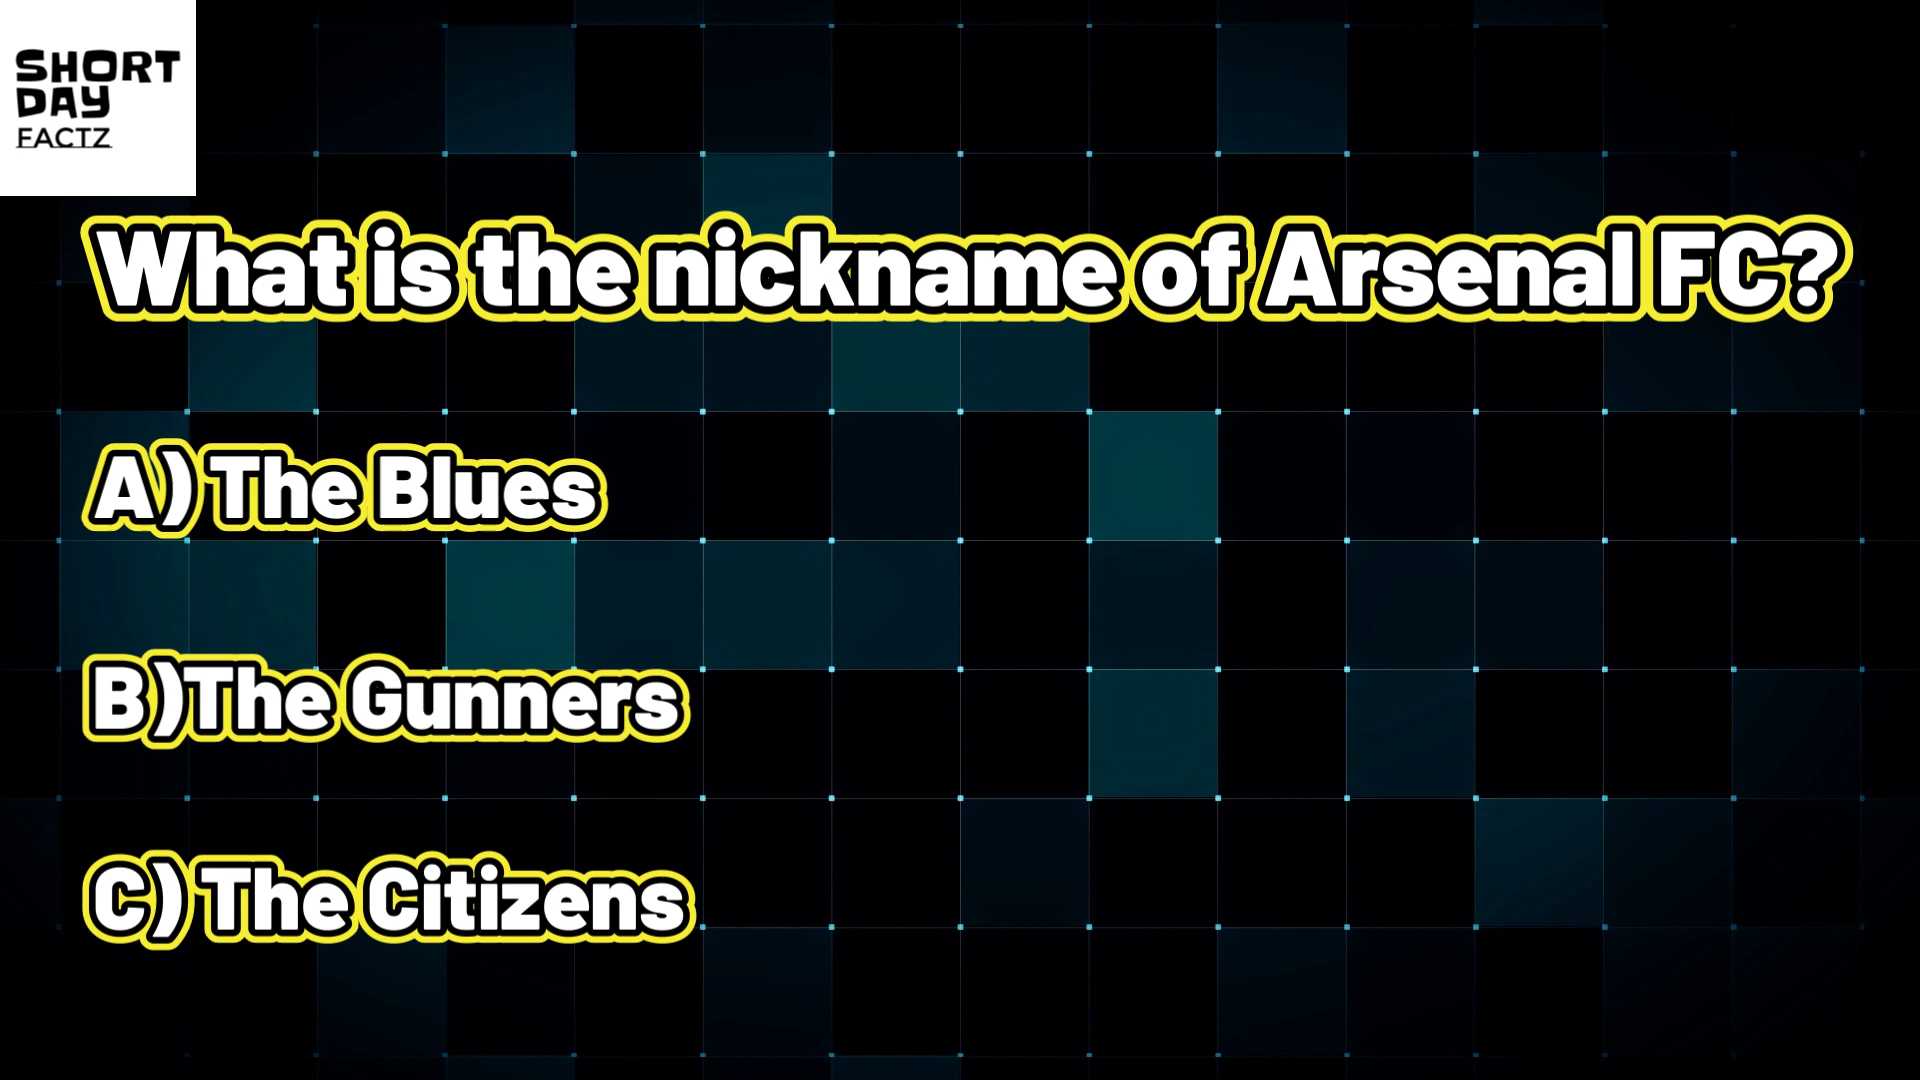 SHORT
DAY
FACTZ
What is the nickname of Arsenal FC?
A) The Blues
B)The Gunners
C) The Citizens